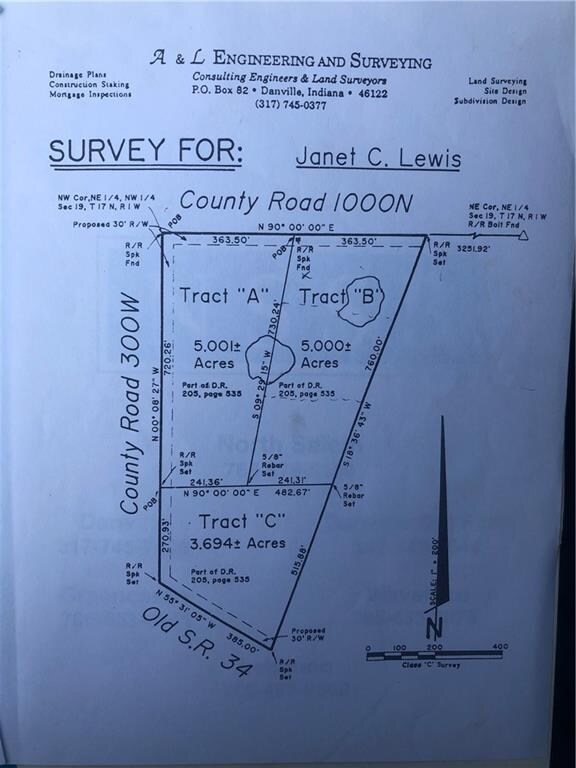 A & L ENGINEERING AND SURVEYING
Drainage Plans
Construction Staking
Mortgage Inspections
Consulting Engineers & Land Surveyors
P.O. Box 82 • Danville, Indiana • 46122
(317) 745-0377
Land Surveying
Site Design
Subdivision Design
SURVEY FOR:
Janet C. Lewis
NW Cor, NE 1/4, NW 1/4
Sec 19, T 17 N, R 1 W
Proposed 30' R/W
POB
County Road 1000N
NE Cor, NE 1/4
Sec 19, T 17 N, R 1 W
R/R Bolt Fnd
N 90° 00' 00" E
363.50'
363.50'
3251.92'
R/R
Spk
Fnd
POB
R/R
Spk
Fnd
R/R
Spk
Set
Tract "A"
Tract "B"
5.001±
Acres
5.000±
Acres
Part of D.R.
205, page 535
Part of D.R.
205, page 535
County Road 300W
N 00° 08' 27" W
720.26'
S 09° 29' 15" W
730.24'
760.00'
S 18° 36' 43" W
R/R
Spk
Set
5/8"
Rebar
Set
5/8"
Rebar
Set
POB
241.36'
241.31'
N 90° 00' 00" E
482.67'
Tract "C"
3.694± Acres
Part of D.R.
205, page 535
270.93'
515.88'
R/R
Spk
Set
N 55° 31' 05" W
385.00'
Old S.R. 34
Proposed
30' R/W
R/R
Spk
Set
SCALE: 1" = 200'
N
0 100 200 400
Class 'C' Survey